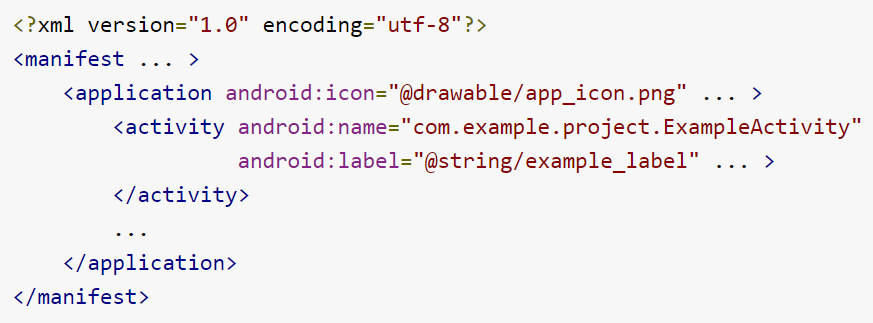 <?xml version="1.0" encoding="utf-8"?>
<manifest ... >
    <application android:icon="@drawable/app_icon.png" ... >
        <activity android:name="com.example.project.ExampleActivity"
                  android:label="@string/example_label" ... >
        </activity>
        ...
    </application>
</manifest>